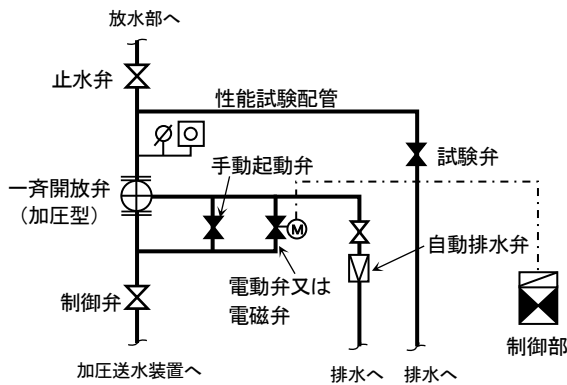 放水部へ
止水弁
性能試験配管
試験弁
手動起動弁
一斉開放弁
（加圧型）
M
自動排水弁
電動弁又は
電磁弁
制御弁
制御部
加圧送水装置へ
排水へ
排水へ